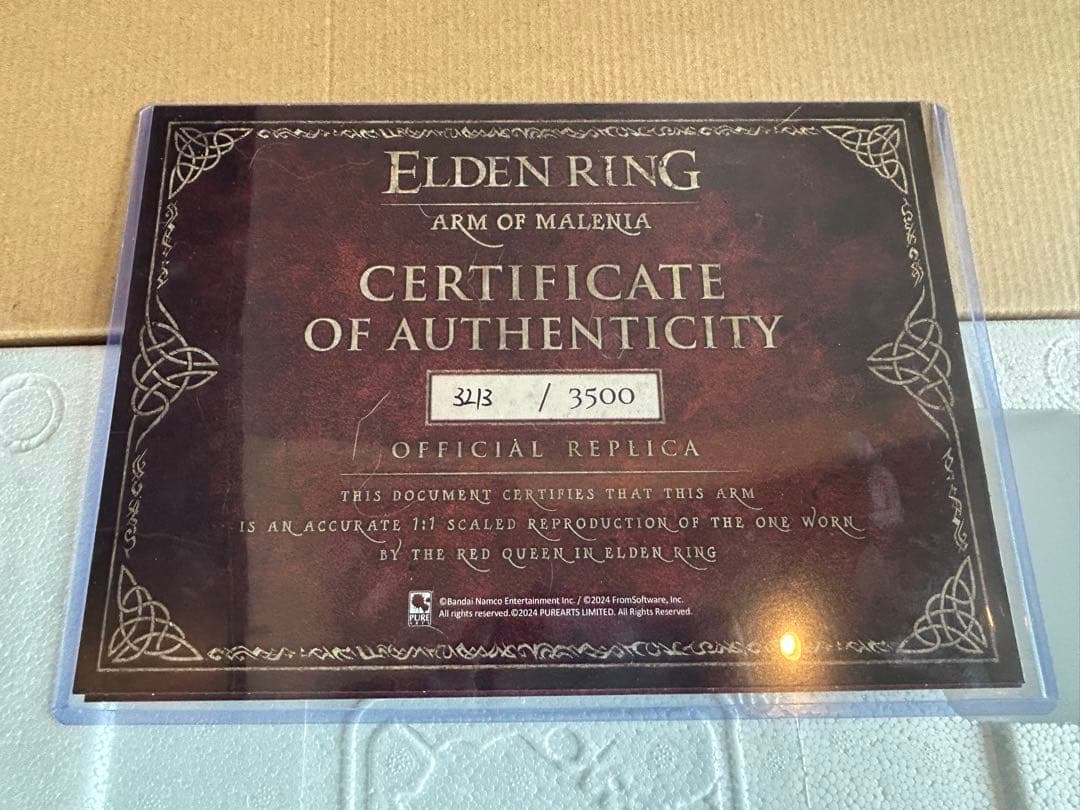 ELDEN RING
ARM OF MALENIA
CERTIFICATE
OF AUTHENTICITY
3213 / 3500
OFFICIAL REPLICA
THIS DOCUMENT CERTIFIES THAT THIS ARM
IS AN ACCURATE 1:1 SCALED REPRODUCTION OF THE ONE WORN
BY THE RED QUEEN IN ELDEN RING
PURE
ARTS
©Bandai Namco Entertainment Inc. / ©2024 FromSoftware, Inc.
All rights reserved.©2024 PUREARTS LIMITED. All Rights Reserved.